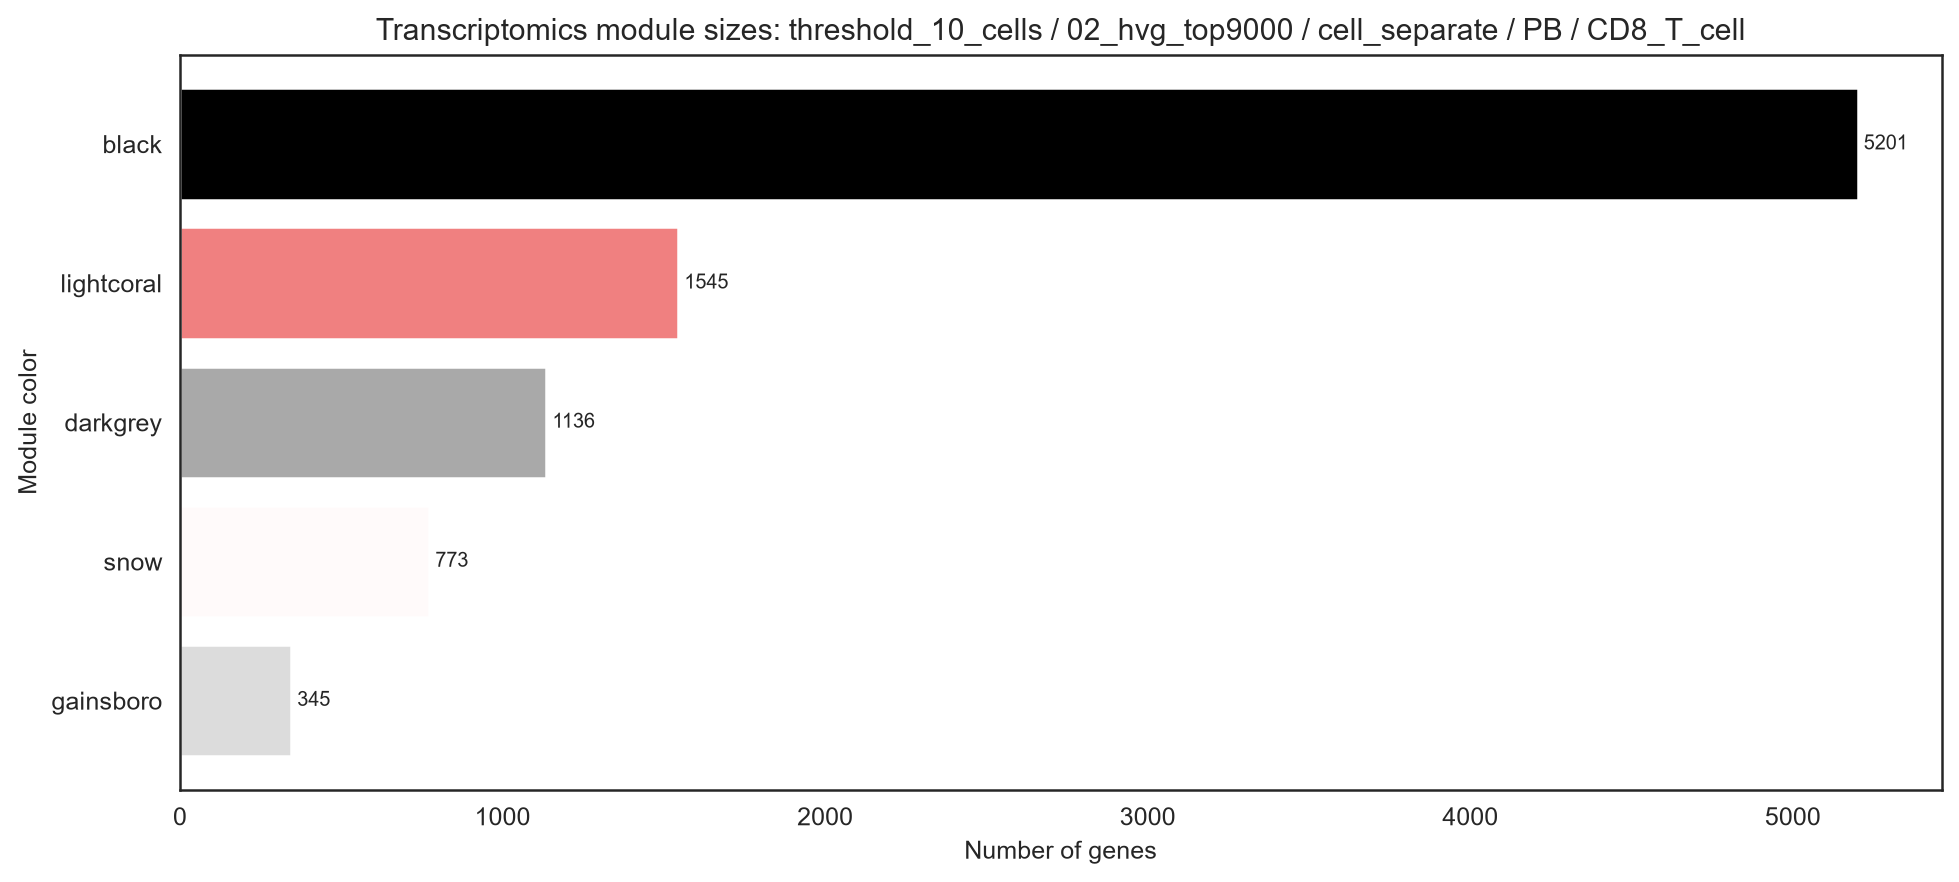 Transcriptomics module sizes: threshold_10_cells / 02_hvg_top9000 / cell_separate / PB / CD8_T_cell
Module color
black
5201
lightcoral
1545
darkgrey
1136
snow
773
gainsboro
345
0 1000 2000 3000 4000 5000
Number of genes